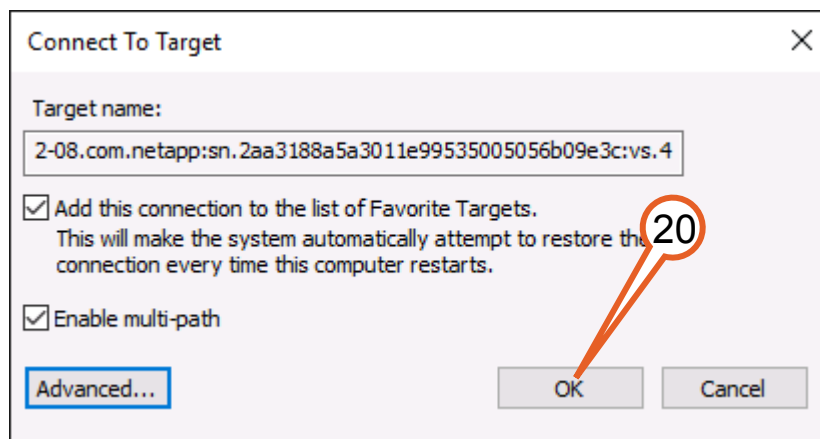 Connect To Target
Target name:
2-08.com.netapp:sn.2aa3188a5a3011e99535005056b09e3c:vs.4
Add this connection to the list of Favorite Targets.
This will make the system automatically attempt to restore the
connection every time this computer restarts.
20
Enable multi-path
Advanced...
OK
Cancel